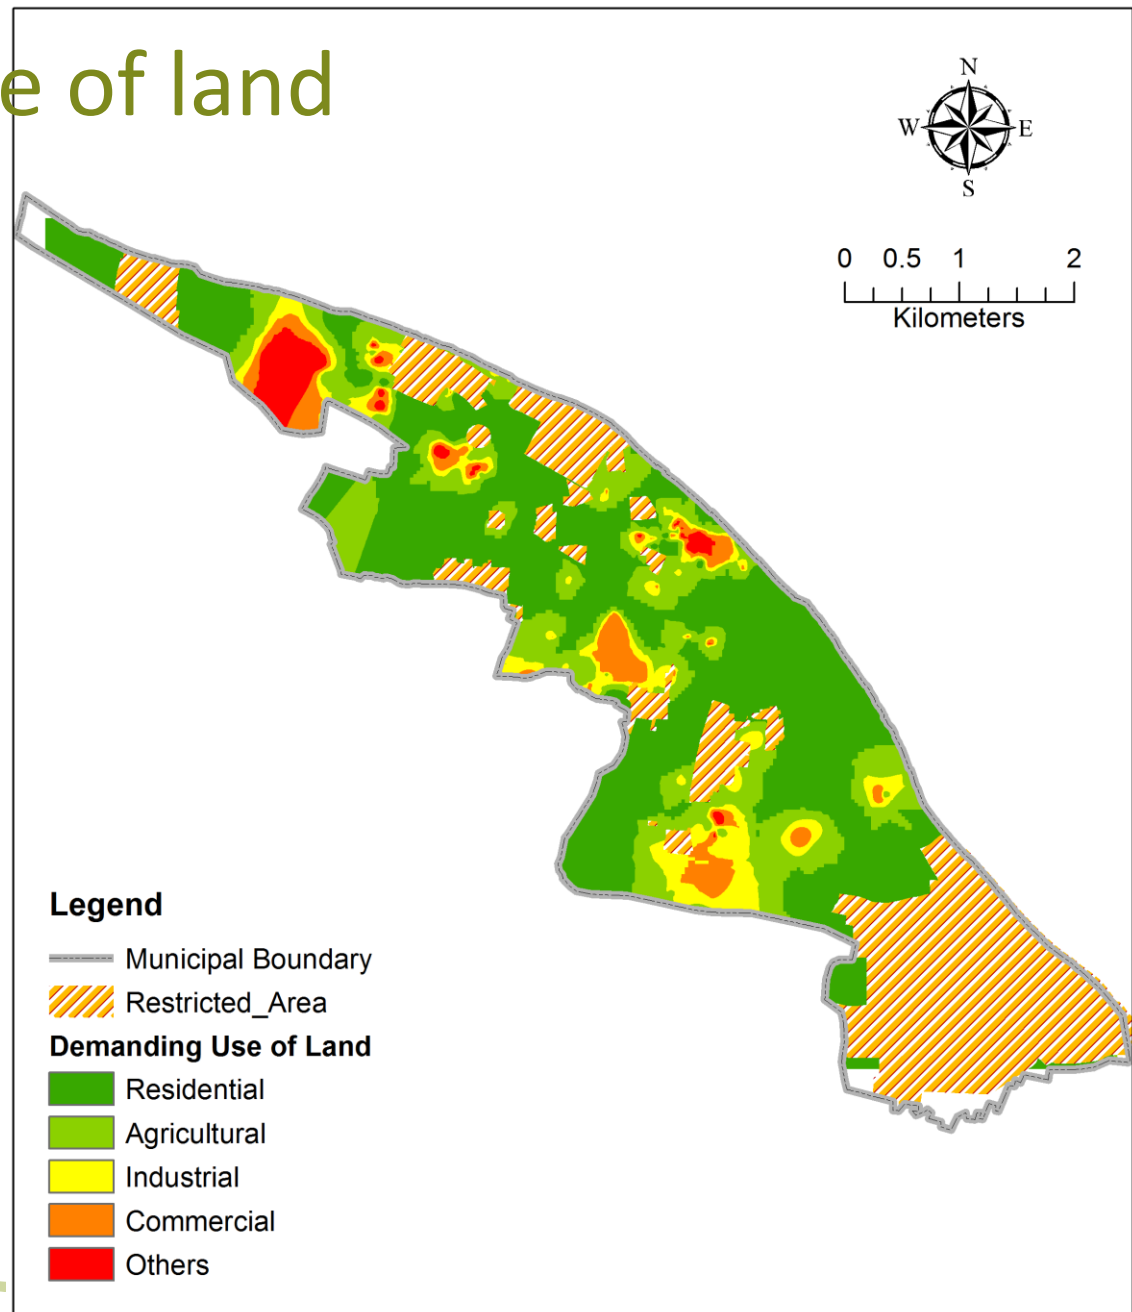 e of land
N
W E
S
0 0.5 1 2
Kilometers
Legend
Municipal Boundary
Restricted_Area
Demanding Use of Land
Residential
Agricultural
Industrial
Commercial
Others